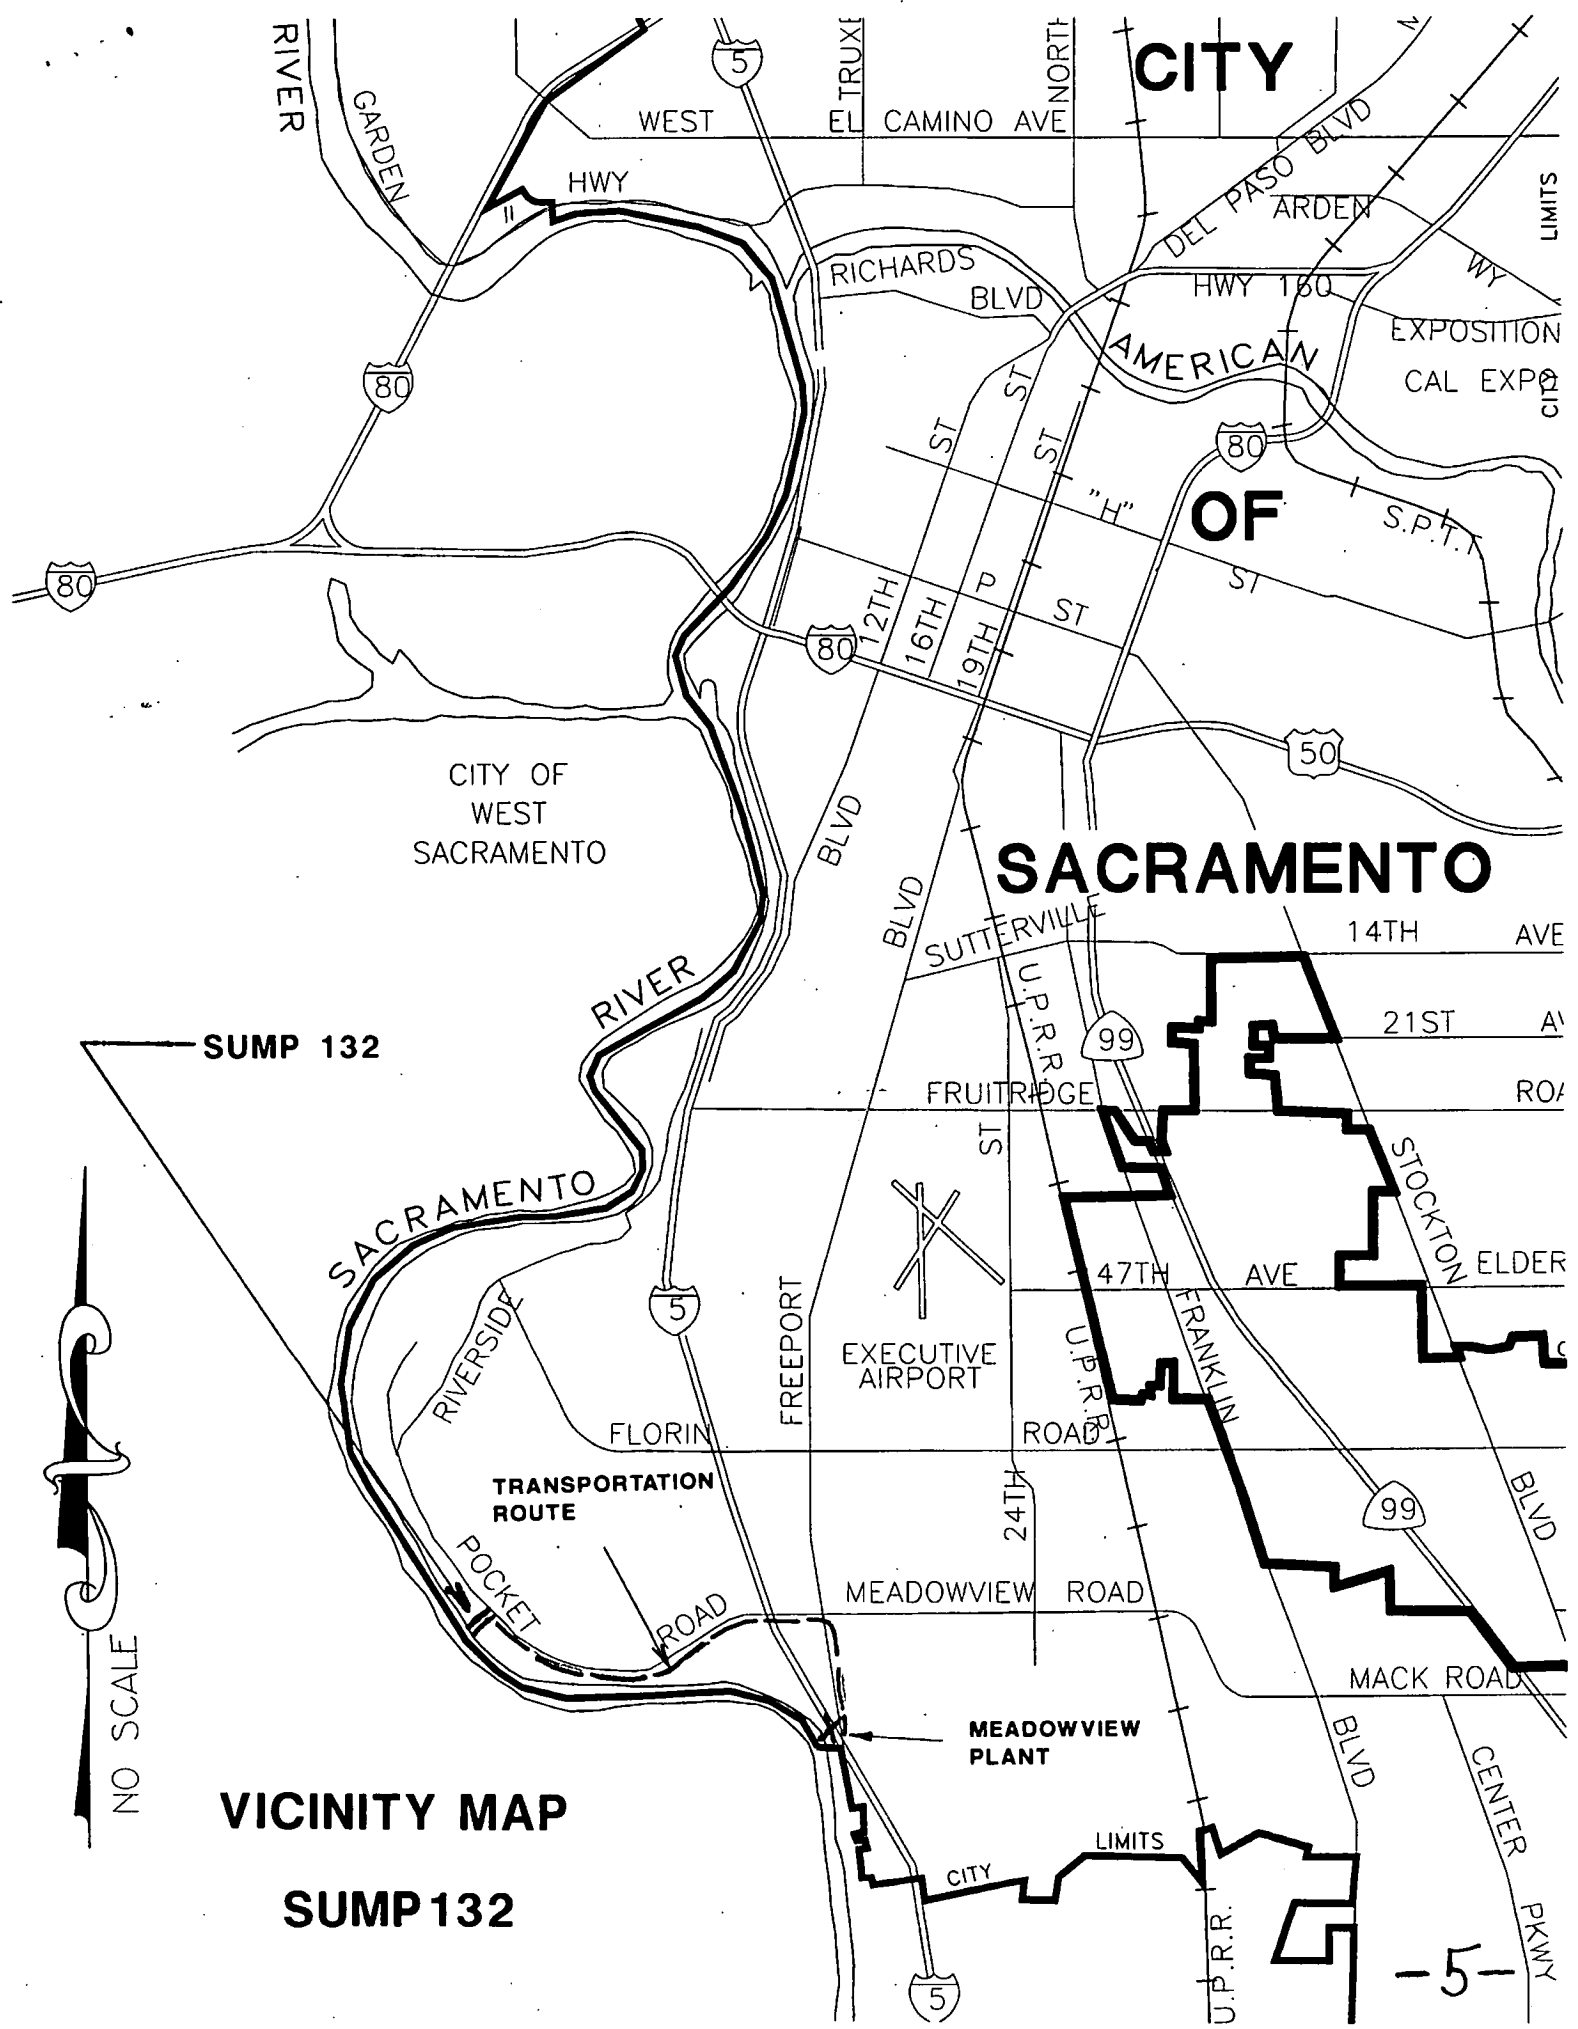 CITY
OF
SACRAMENTO
RIVER
GARDEN
HWY
5
TRUXE
NORTH
WEST EL CAMINO AVE
DEL PASO BLVD
ARDEN
WY
LIMITS
CITY
RICHARDS
BLVD
HWY 160
EXPOSITION
CAL EXPO
AMERICAN
80
80
80
80
ST
ST
ST
"H"
ST
S.P.T.T.
P
ST
12TH
16TH
19TH
50
CITY OF
WEST
SACRAMENTO
BLVD
BLVD
SUTTERVILLE
14TH AVE
U.P.R.R.
RIVER
99
21ST
SUMP 132
FRUITRIDGE
ST
STOCKTON
SACRAMENTO
47TH AVE
ELDER
5
RIVERSIDE
FREEPORT
EXECUTIVE
AIRPORT
U.P.R.R.
FRANKLIN
FLORIN ROAD
TRANSPORTATION
ROUTE
24TH
99
BLVD
POCKET
ROAD
MEADOWVIEW ROAD
MACK ROAD
NO SCALE
MEADOWVIEW
PLANT
BLVD
CENTER
PKWY
VICINITY MAP
SUMP 132
CITY
LIMITS
U.P.R.R.
5
-5-